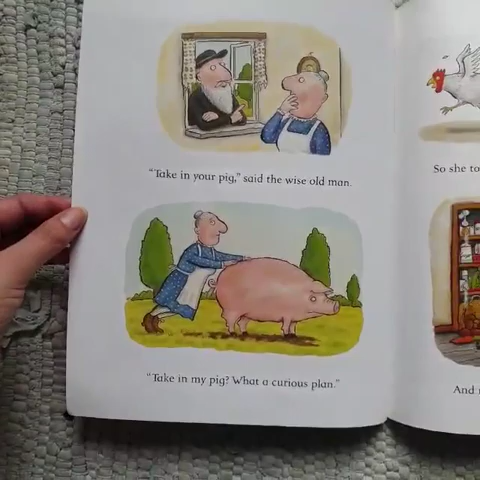 "Take in your pig," said the wise old man.
"Take in my pig? What a curious plan."
So she to
And